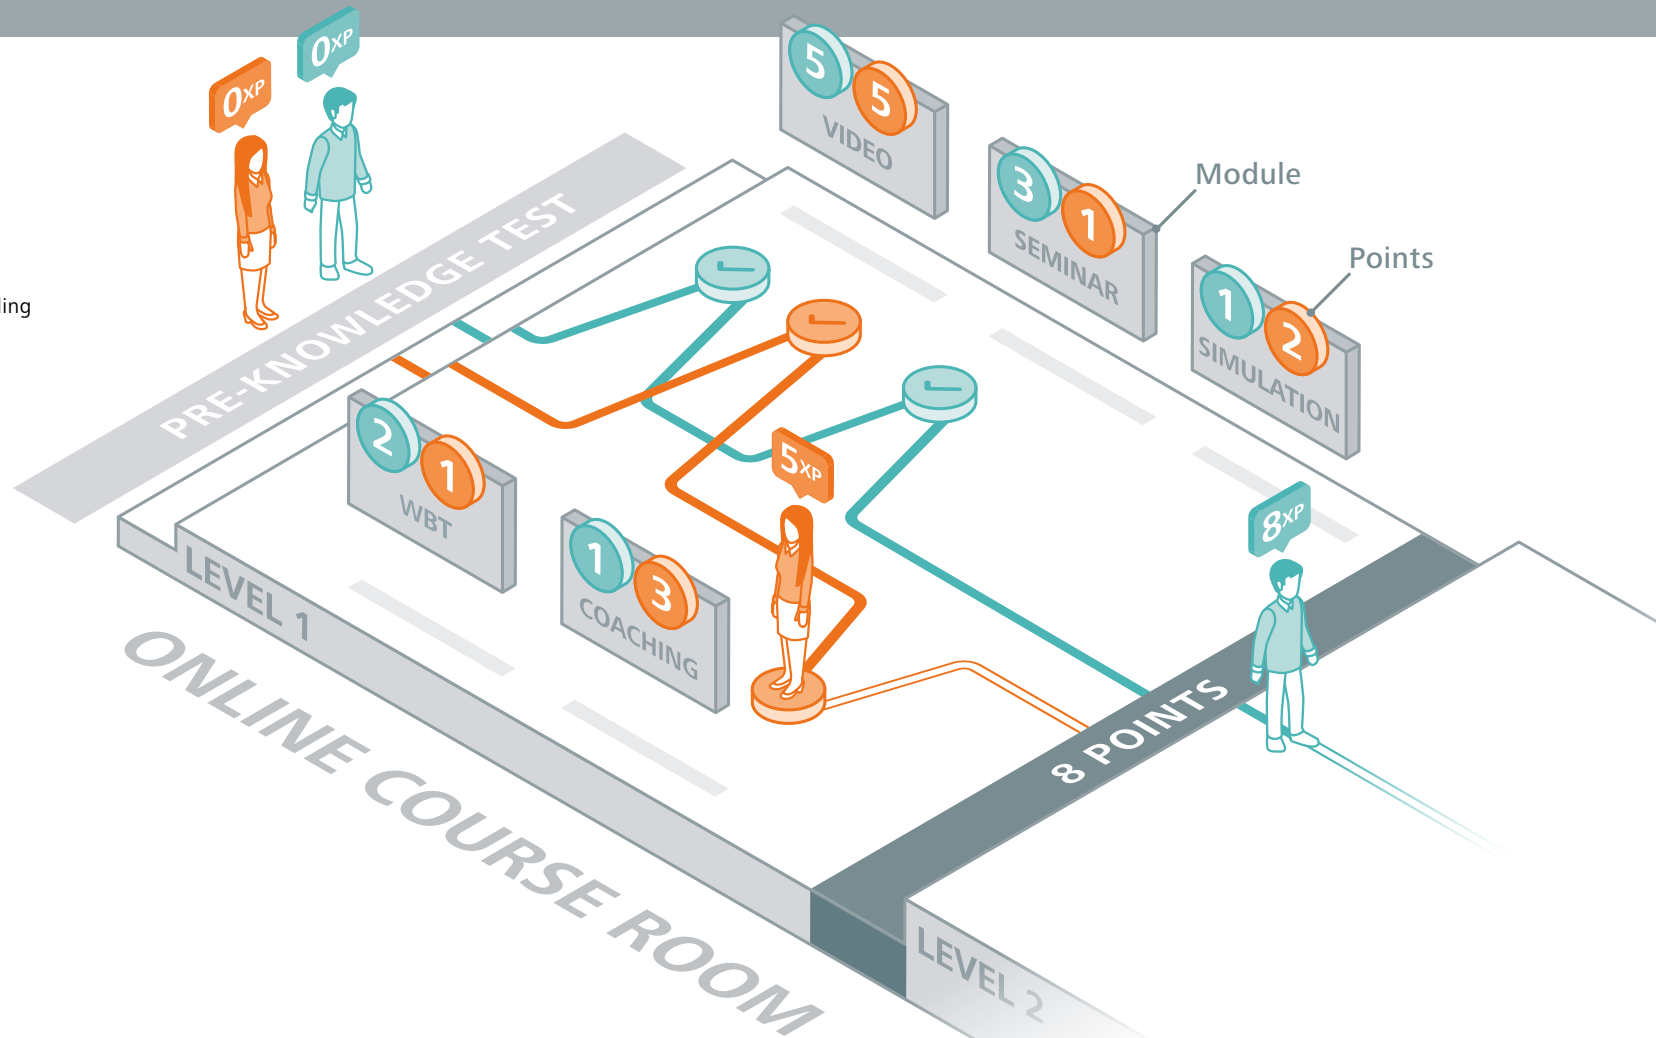 0XP
0XP
5
5
VIDEO
3
1
SEMINAR
Module
1
2
SIMULATION
Points
PRE-KNOWLEDGE TEST
2
1
WBT
1
3
COACHING
5XP
8XP
LEVEL 1
8 POINTS
ONLINE COURSE ROOM
LEVEL 2